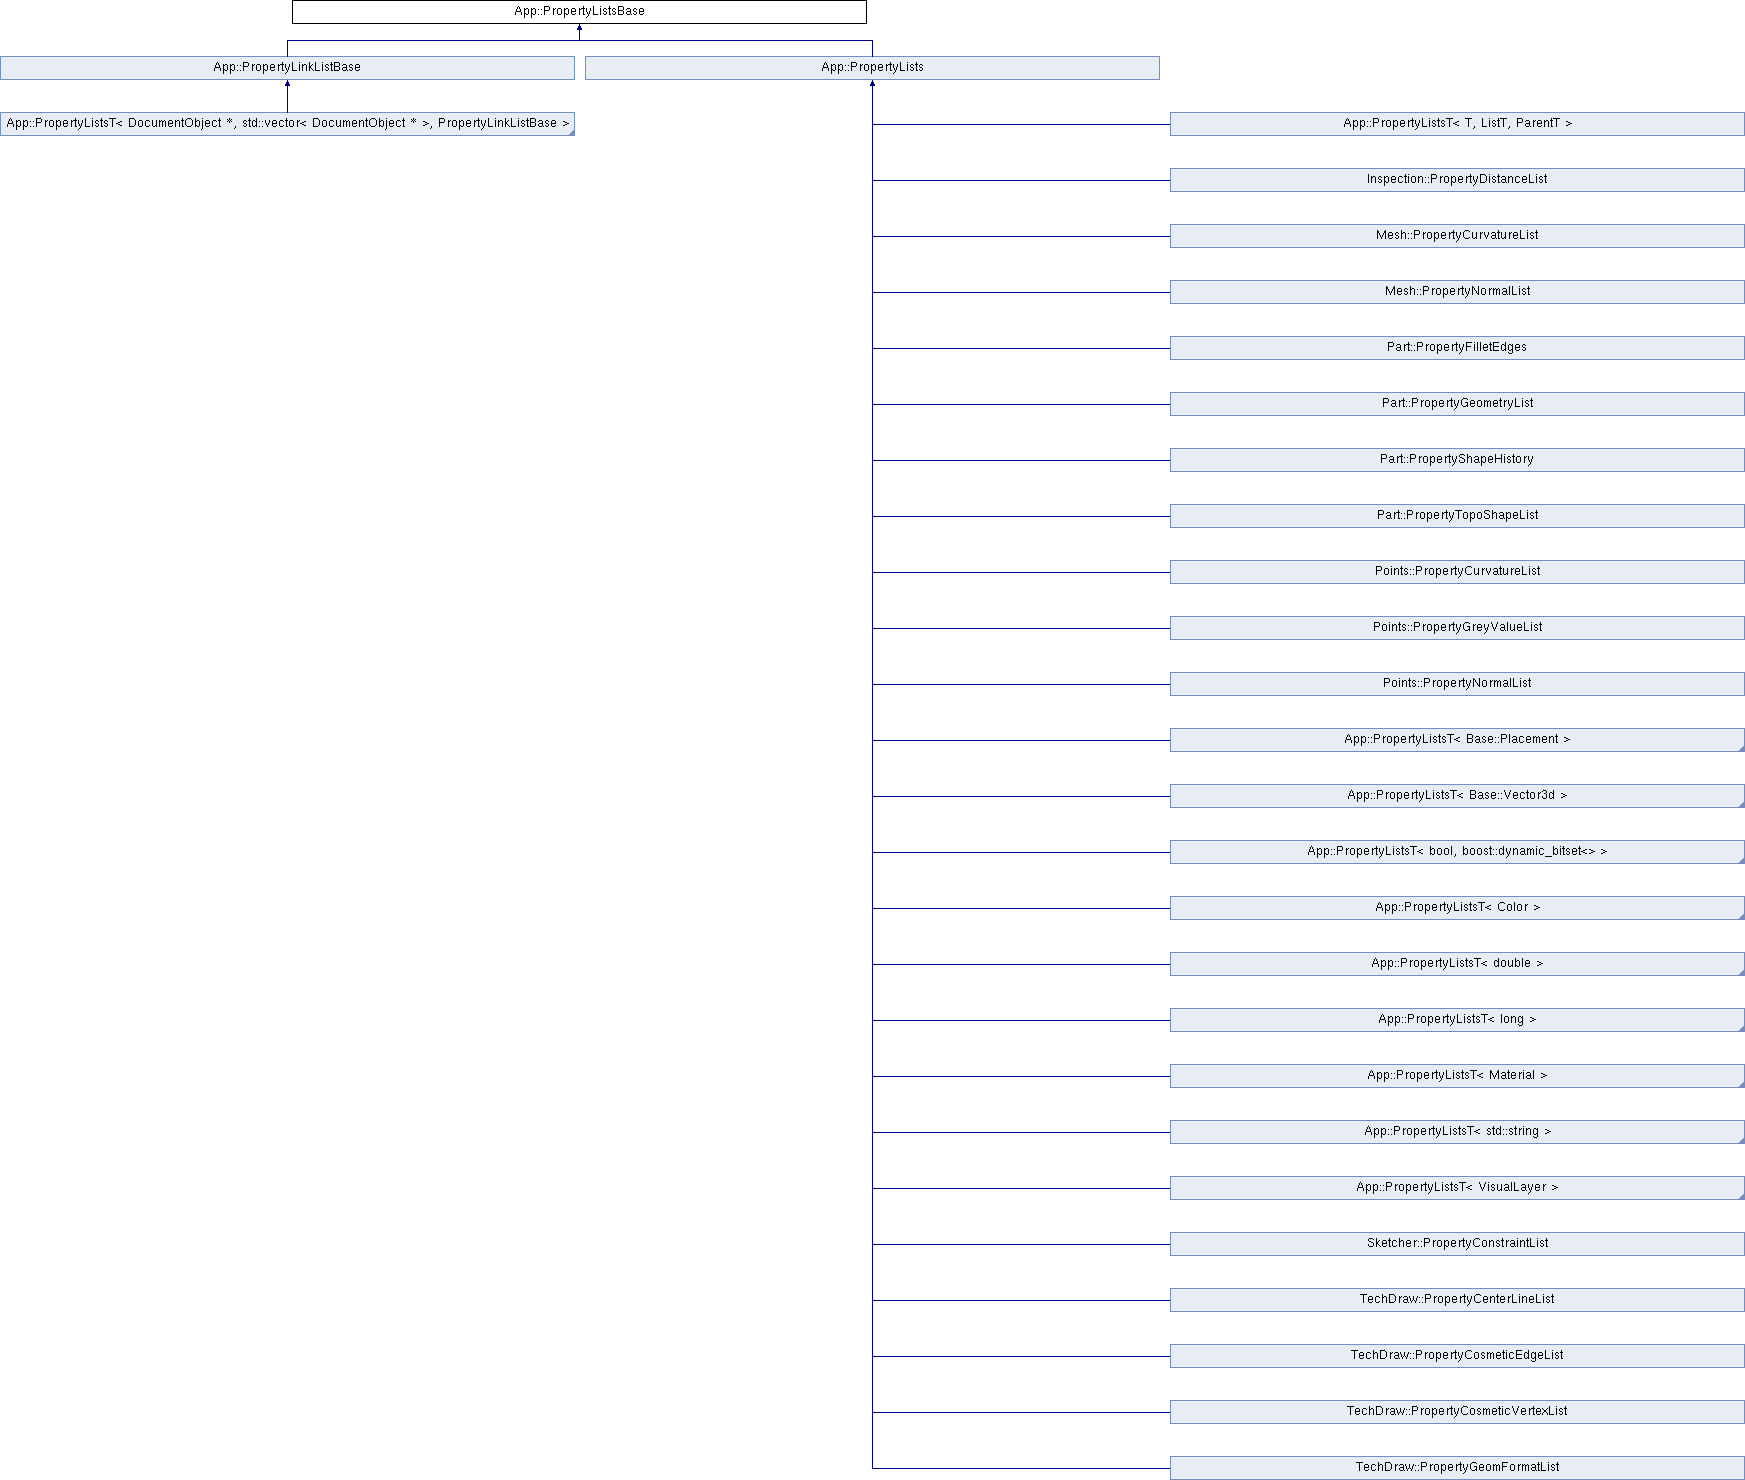 App::PropertyListsBase
App::PropertyLinkListBase
App::PropertyLists
App::PropertyListsT< DocumentObject *, std::vector< DocumentObject * >, PropertyLinkListBase >
App::PropertyListsT< T, ListT, ParentT >
Inspection::PropertyDistanceList
Mesh::PropertyCurvatureList
Mesh::PropertyNormalList
Part::PropertyFilletEdges
Part::PropertyGeometryList
Part::PropertyShapeHistory
Part::PropertyTopoShapeList
Points::PropertyCurvatureList
Points::PropertyGreyValueList
Points::PropertyNormalList
App::PropertyListsT< Base::Placement >
App::PropertyListsT< Base::Vector3d >
App::PropertyListsT< bool, boost::dynamic_bitset<> >
App::PropertyListsT< Color >
App::PropertyListsT< double >
App::PropertyListsT< long >
App::PropertyListsT< Material >
App::PropertyListsT< std::string >
App::PropertyListsT< VisualLayer >
Sketcher::PropertyConstraintList
TechDraw::PropertyCenterLineList
TechDraw::PropertyCosmeticEdgeList
TechDraw::PropertyCosmeticVertexList
TechDraw::PropertyGeomFormatList